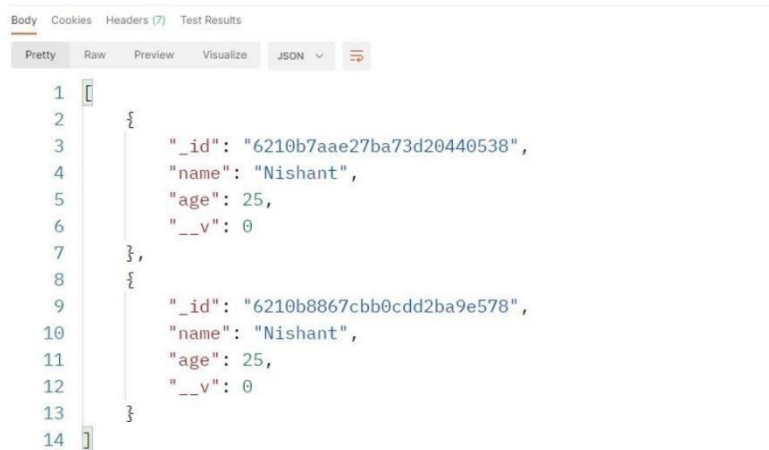 Body Cookies Headers (7) Test Results
Pretty Raw Preview Visualize JSON
1 [
2 {
3 "_id": "6210b7aae27ba73d20440538",
4 "name": "Nishant",
5 "age": 25,
6 "__v": 0
7 },
8 {
9 "_id": "6210b8867cbb0cdd2ba9e578",
10 "name": "Nishant",
11 "age": 25,
12 "__v": 0
13 }
14 ]